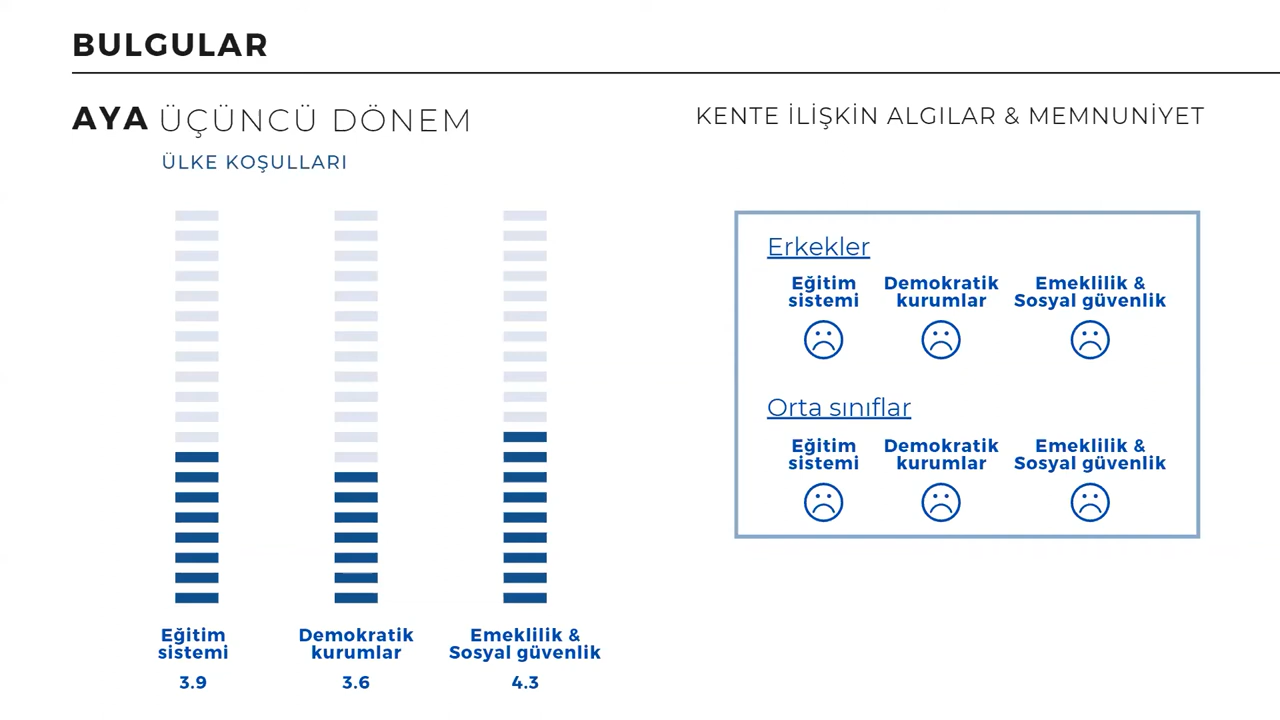 BULGULAR
AYA ÜÇÜNCÜ DÖNEM
KENTE İLİŞKİN ALGILAR & MEMNUNİYET
ÜLKE KOŞULLARI
Eğitim
sistemi
3.9
Demokratik
kurumlar
3.6
Emeklilik &
Sosyal güvenlik
4.3
Erkekler
Eğitim
sistemi
Demokratik
kurumlar
Emeklilik &
Sosyal güvenlik
Orta sınıflar
Eğitim
sistemi
Demokratik
kurumlar
Emeklilik &
Sosyal güvenlik